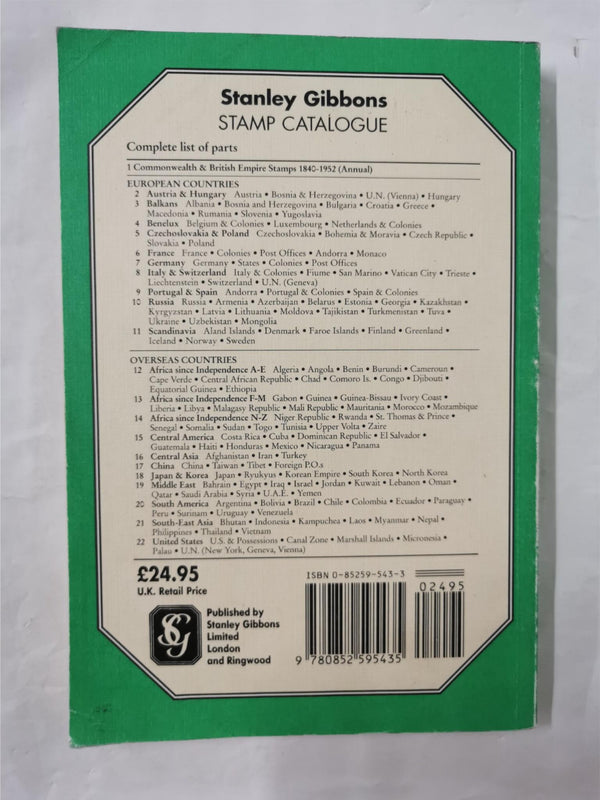 Stanley Gibbons
STAMP CATALOGUE
Complete list of parts
1 Commonwealth & British Empire Stamps 1840-1952 (Annual)
EUROPEAN COUNTRIES
2 Austria & Hungary Austria • Bosnia & Herzegovina • U.N. (Vienna) • Hungary
3 Balkans Albania • Bosnia and Herzegovina • Bulgaria • Croatia • Greece •
Macedonia • Rumania • Slovenia • Yugoslavia
4 Benelux Belgium & Colonies • Luxembourg • Netherlands & Colonies
5 Czechoslovakia & Poland Czechoslovakia • Bohemia & Moravia • Czech Republic •
Slovakia • Poland
6 France France • Colonies • Post Offices • Andorra • Monaco
7 Germany Germany • States • Colonies • Post Offices
8 Italy & Switzerland Italy & Colonies • Fiume • San Marino • Vatican City • Trieste •
Liechtenstein • Switzerland • U.N. (Geneva)
9 Portugal & Spain Andorra • Portugal & Colonies • Spain & Colonies
10 Russia Russia • Armenia • Azerbaijan • Belarus • Estonia • Georgia • Kazakhstan •
Kyrgyzstan • Latvia • Lithuania • Moldova • Tajikistan • Turkmenistan • Tuva •
Ukraine • Uzbekistan • Mongolia
11 Scandinavia Aland Islands • Denmark • Faroe Islands • Finland • Greenland •
Iceland • Norway • Sweden
OVERSEAS COUNTRIES
12 Africa since Independence A-E Algeria • Angola • Benin • Burundi • Cameroun •
Cape Verde • Central African Republic • Chad • Comoro Is. • Congo • Djibouti •
Equatorial Guinea • Ethiopia
13 Africa since Independence F-M Gabon • Guinea • Guinea-Bissau • Ivory Coast •
Liberia • Libya • Malagasy Republic • Mali Republic • Mauritania • Morocco • Mozambique
14 Africa since Independence N-Z Niger Republic • Rwanda • St. Thomas & Prince •
Senegal • Somalia • Sudan • Togo • Tunisia • Upper Volta • Zaire
15 Central America Costa Rica • Cuba • Dominican Republic • El Salvador •
Guatemala • Haiti • Honduras • Mexico • Nicaragua • Panama
16 Central Asia Afghanistan • Iran • Turkey
17 China China • Taiwan • Tibet • Foreign P.O.s
18 Japan & Korea Japan • Ryukyus • Korean Empire • South Korea • North Korea
19 Middle East Bahrain • Egypt • Iraq • Israel • Jordan • Kuwait • Lebanon • Oman •
Qatar • Saudi Arabia • Syria • U.A.E. • Yemen
20 South America Argentina • Bolivia • Brazil • Chile • Colombia • Ecuador • Paraguay •
Peru • Surinam • Uruguay • Venezuela
21 South-East Asia Bhutan • Indonesia • Kampuchea • Laos • Myanmar • Nepal •
Philippines • Thailand • Vietnam
22 United States U.S. & Possessions • Canal Zone • Marshall Islands • Micronesia •
Palau • U.N. (New York, Geneva, Vienna)
£24.95
U.K. Retail Price
SG
Published by
Stanley Gibbons
Limited
London
and Ringwood
ISBN 0-85259-543-3
02495
9 780852 595435